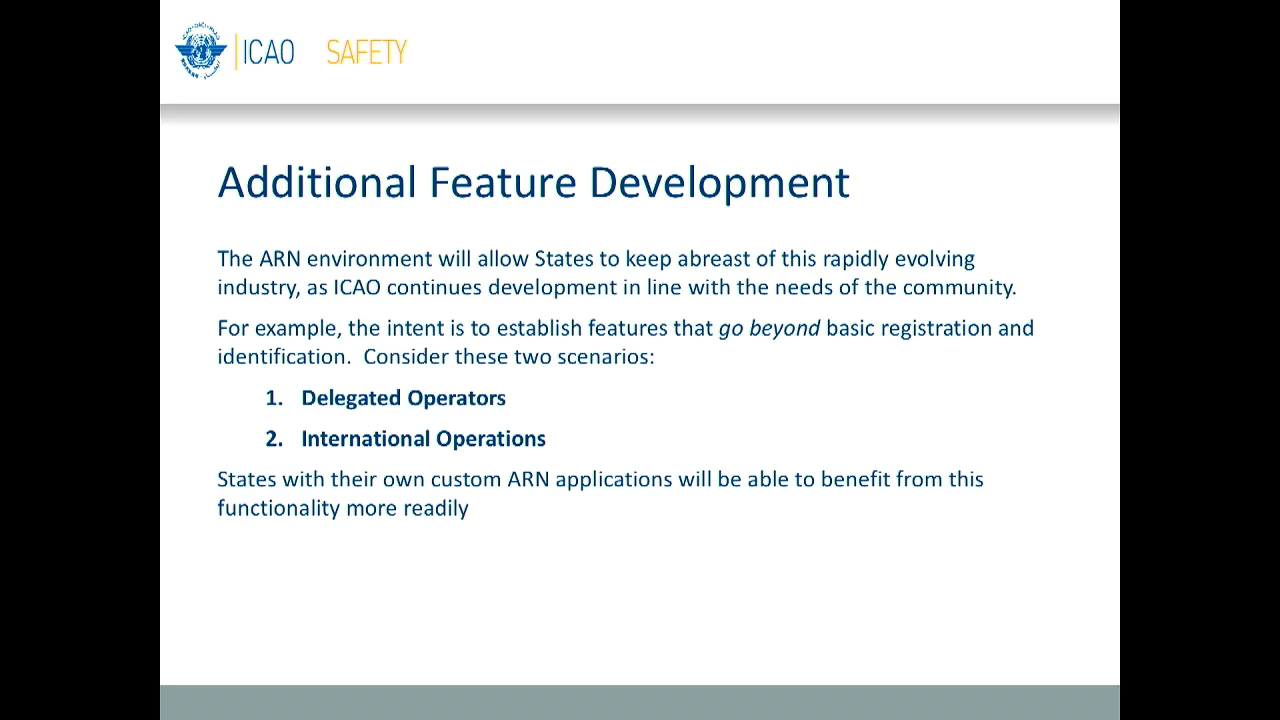 ICAO SAFETY
Additional Feature Development
The ARN environment will allow States to keep abreast of this rapidly evolving
industry, as ICAO continues development in line with the needs of the community.
For example, the intent is to establish features that go beyond basic registration and
identification.  Consider these two scenarios:
1. Delegated Operators
2. International Operations
States with their own custom ARN applications will be able to benefit from this
functionality more readily